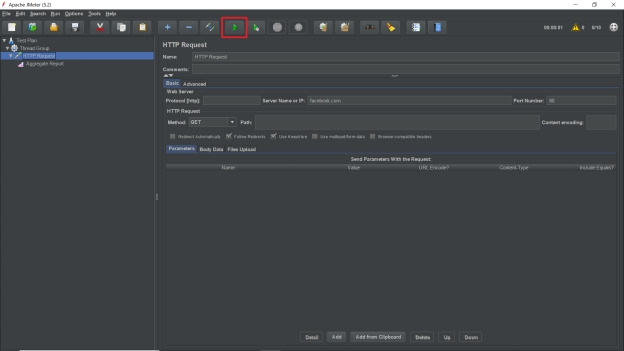 Apache JMeter (5.2)
File Edit Search Run Options Tools Help
00:00:01 0 0/10
Test Plan
Thread Group
HTTP Request
Aggregate Report
HTTP Request
Name: HTTP Request
Comments:
Basic Advanced
Web Server
Protocol [http]: Server Name or IP: facebook.com Port Number: 80
HTTP Request
Method: GET Path: Content encoding:
Redirect Automatically Follow Redirects Use KeepAlive Use multipart/form-data Browser-compatible headers
Parameters Body Data Files Upload
Send Parameters With the Request:
Name: Value URL Encode? Content-Type Include Equals?
Detail Add Add from Clipboard Delete Up Down